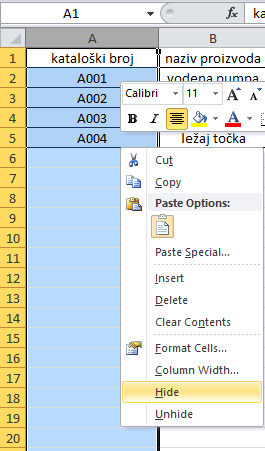 A1 fx ka
A B
1 kataloški broj naziv proizvoda
2 A001 vodena pumpa
Calibri 11 A A
3 A002
B I A
4 A003
5 A004 ležaj točka
6 Cut
7 Copy
8 Paste Options:
9
10
11 Paste Special...
12 Insert
13 Delete
14 Clear Contents
15 Format Cells...
16 Column Width...
17 Hide
18 Unhide
19
20